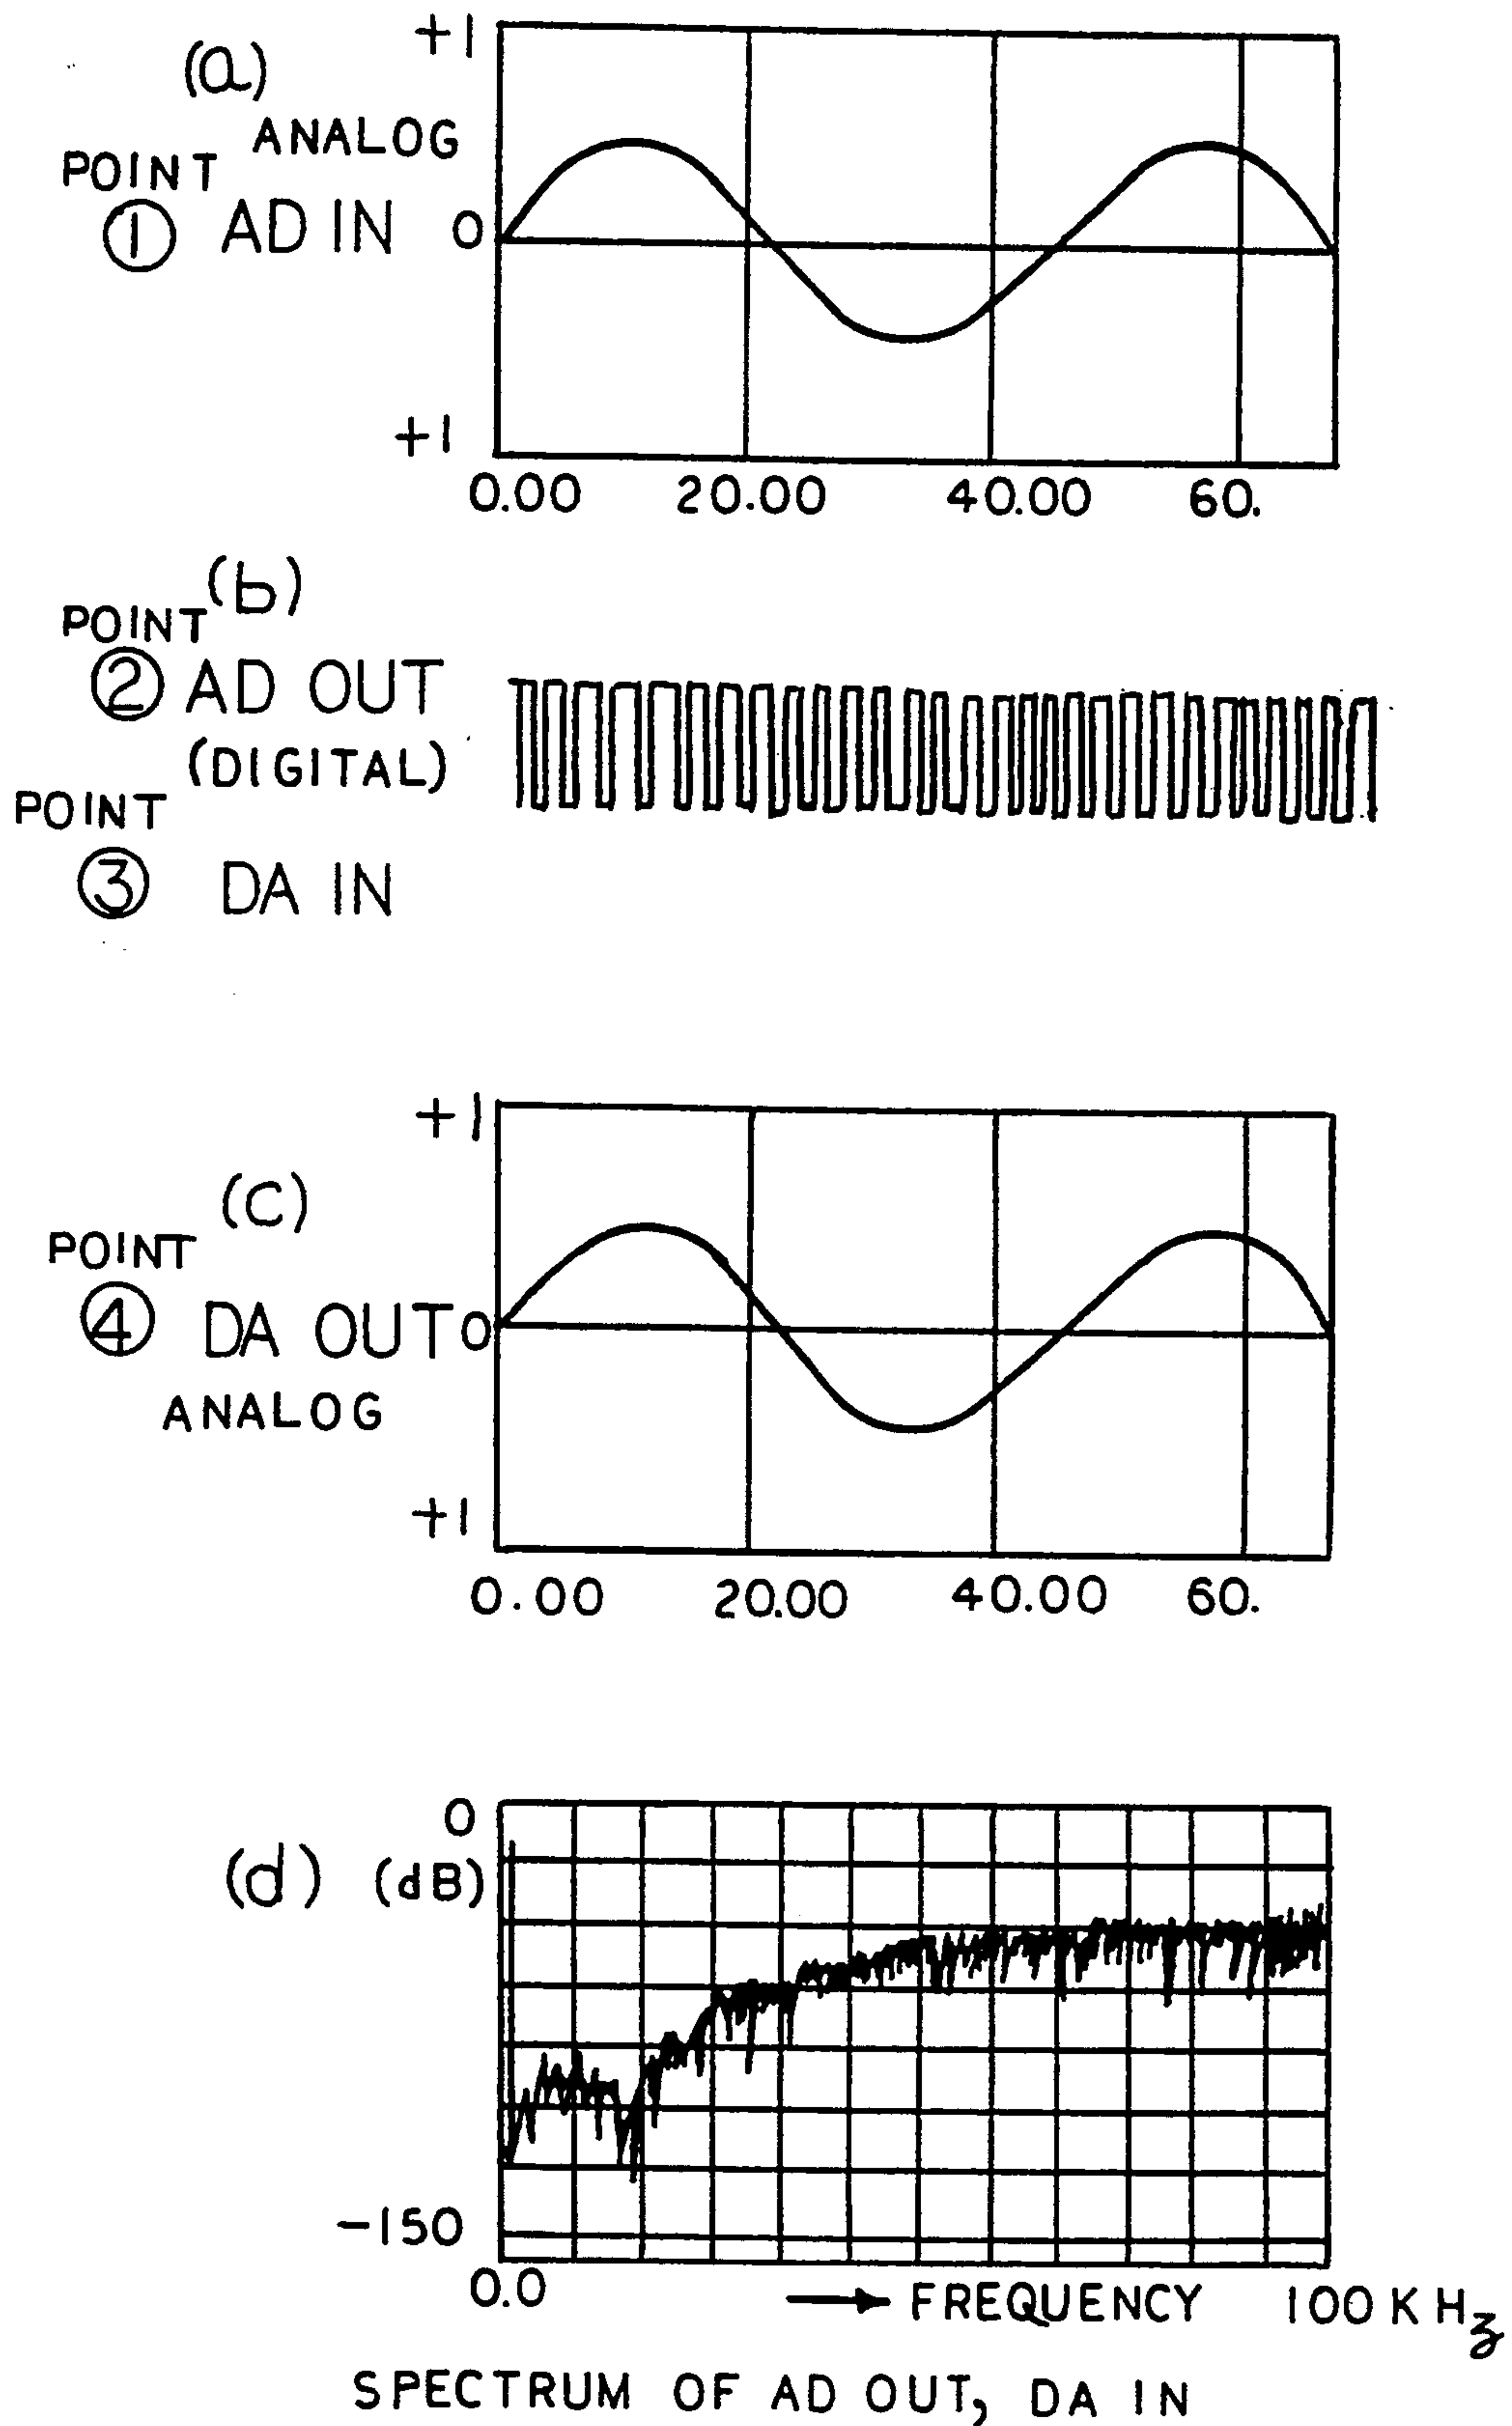 (a)
+1
ANALOG
POINT
① AD IN
0
+1
0.00 20.00 40.00 60.
(b)
POINT
② AD OUT
(DIGITAL)
POINT
③ DA IN
+1
(c)
POINT
④ DA OUT 0
ANALOG
+1
0.00 20.00 40.00 60.
0
(d) (dB)
-150
0.0 FREQUENCY 100 KHz
SPECTRUM OF AD OUT, DA IN